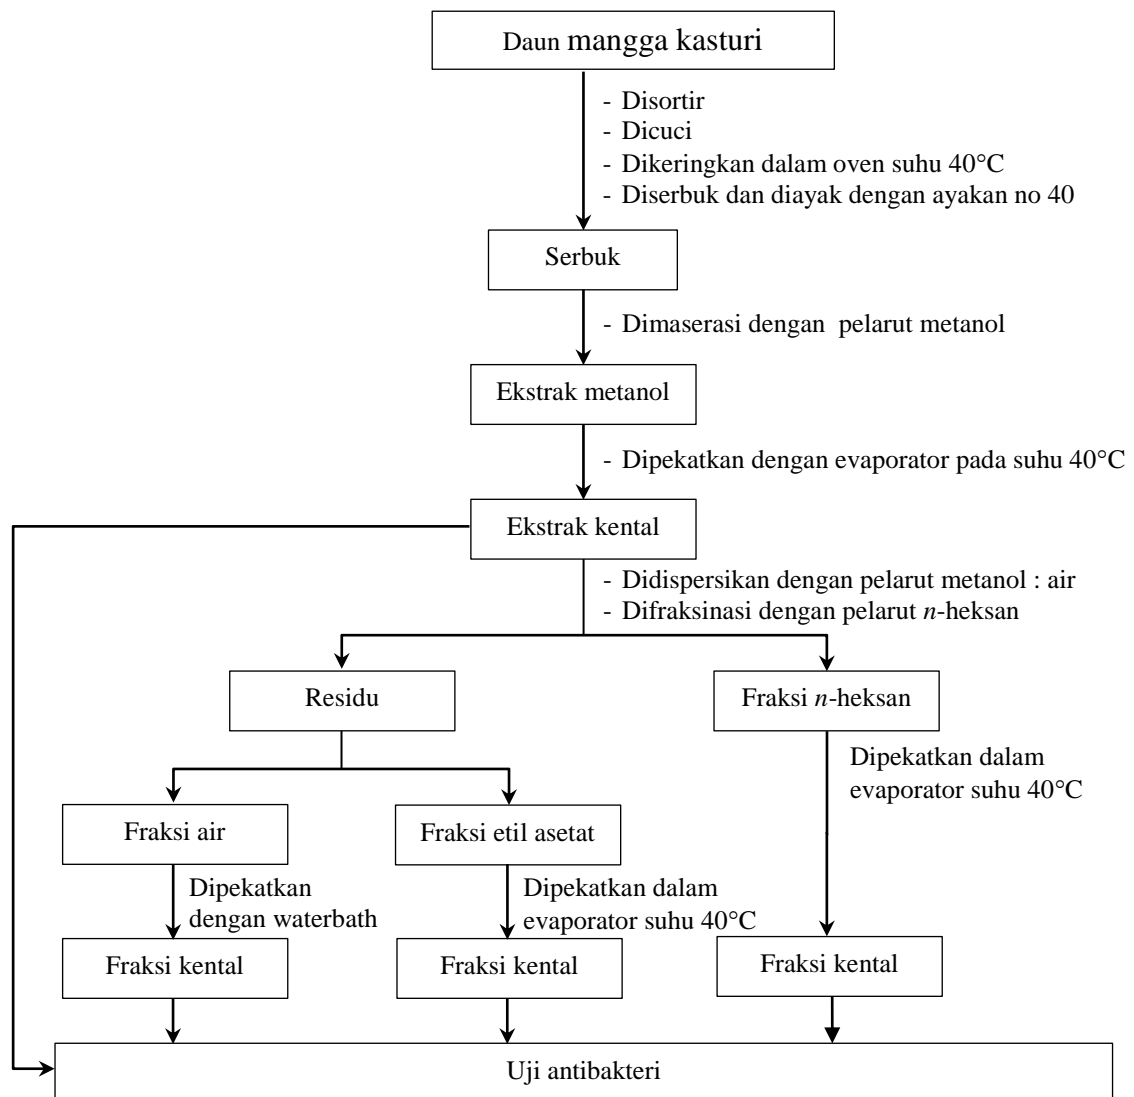 Daun mangga kasturi
- Disortir
- Dicuci
- Dikeringkan dalam oven suhu 40°C
- Diserbuk dan diayak dengan ayakan no 40
Serbuk
- Dimaserasi dengan pelarut metanol
Ekstrak metanol
- Dipekatkan dengan evaporator pada suhu 40°C
Ekstrak kental
- Didispersikan dengan pelarut metanol : air
- Difraksinasi dengan pelarut n-heksan
Residu
Fraksi n-heksan
Dipekatkan dalam
evaporator suhu 40°C
Fraksi air
Fraksi etil asetat
Dipekatkan
dengan waterbath
Dipekatkan dalam
evaporator suhu 40°C
Fraksi kental
Fraksi kental
Fraksi kental
Uji antibakteri